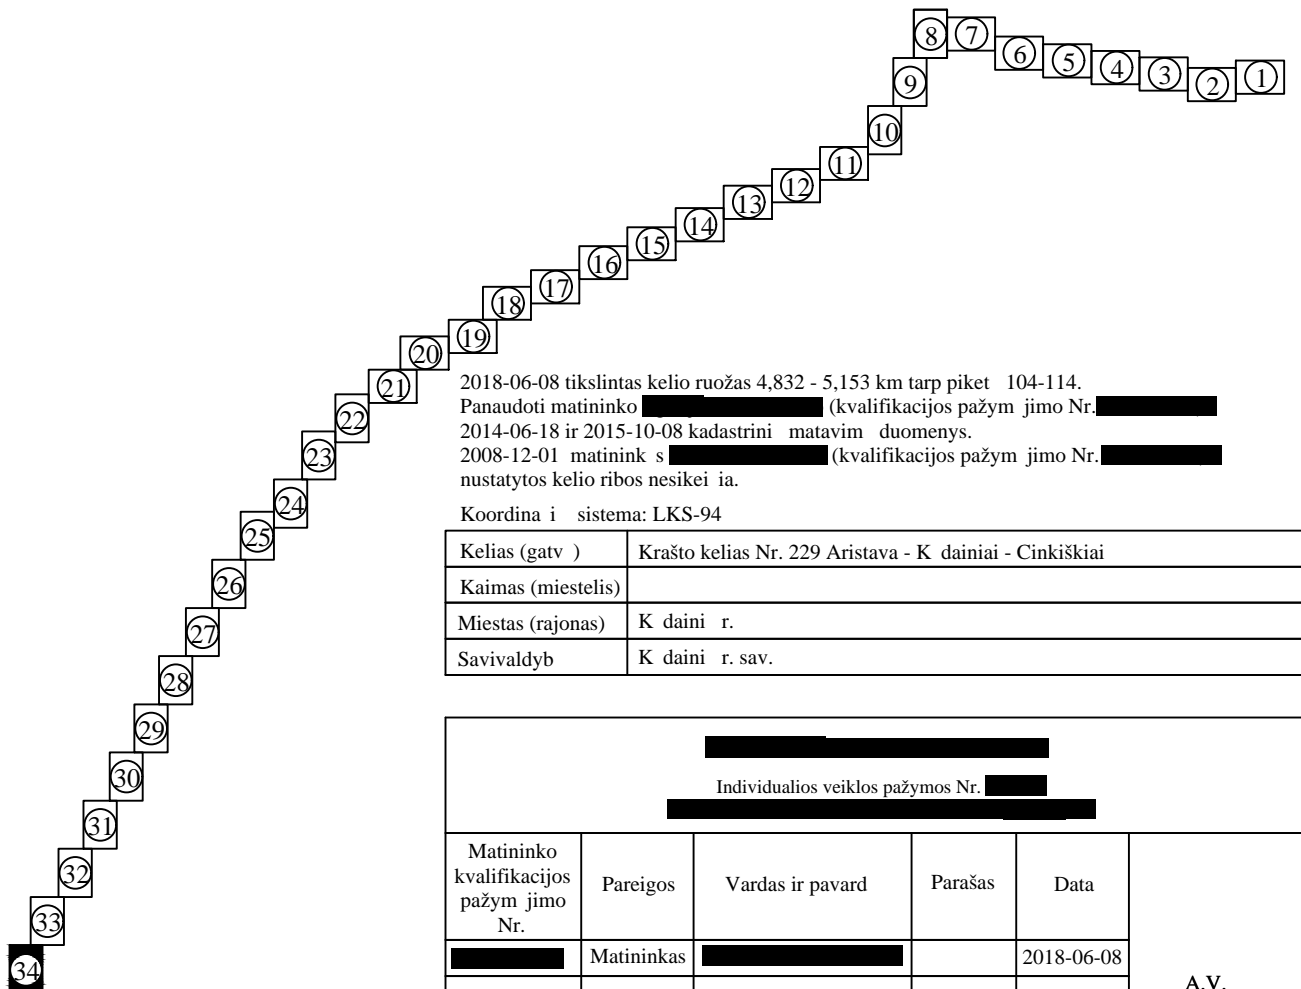 8
7
6
5
4
3
2
1
9
10
11
12
13
14
15
16
17
18
19
20
21
22
23
24
25
26
27
28
29
30
31
32
33
34
2018-06-08 tikslintas kelio ruožas 4,832 - 5,153 km tarp piket 104-114.
Panaudoti matininko (kvalifikacijos pažym jimo Nr.
2014-06-18 ir 2015-10-08 kadastrini matavim duomenys.
2008-12-01 matinink s (kvalifikacijos pažym jimo Nr.
nustatytos kelio ribos nesikei ia.
Koordina i sistema: LKS-94
Kelias (gatv ) Krašto kelias Nr. 229 Aristava - K dainiai - Cinkiškiai
Kaimas (miestelis)
Miestas (rajonas) K daini r.
Savivaldyb K daini r. sav.
Individualios veiklos pažymos Nr.
Matininko
kvalifikacijos
pažym jimo
Nr.
Pareigos
Vardas ir pavard
Parašas
Data
Matininkas
2018-06-08
A.V.